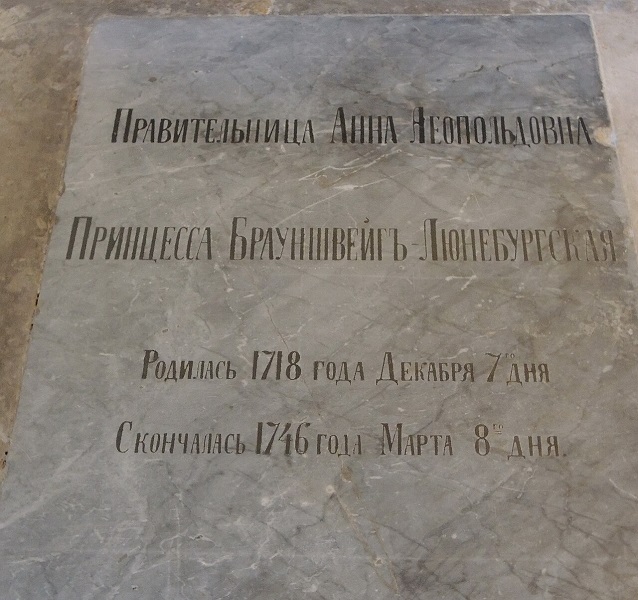 Правительница Анна Леопольдовна
Принцесса Брауншвейгъ-Люнебургская
Родилась 1718 года Декабря 7го дня
Скончалась 1746 года Марта 8го дня.